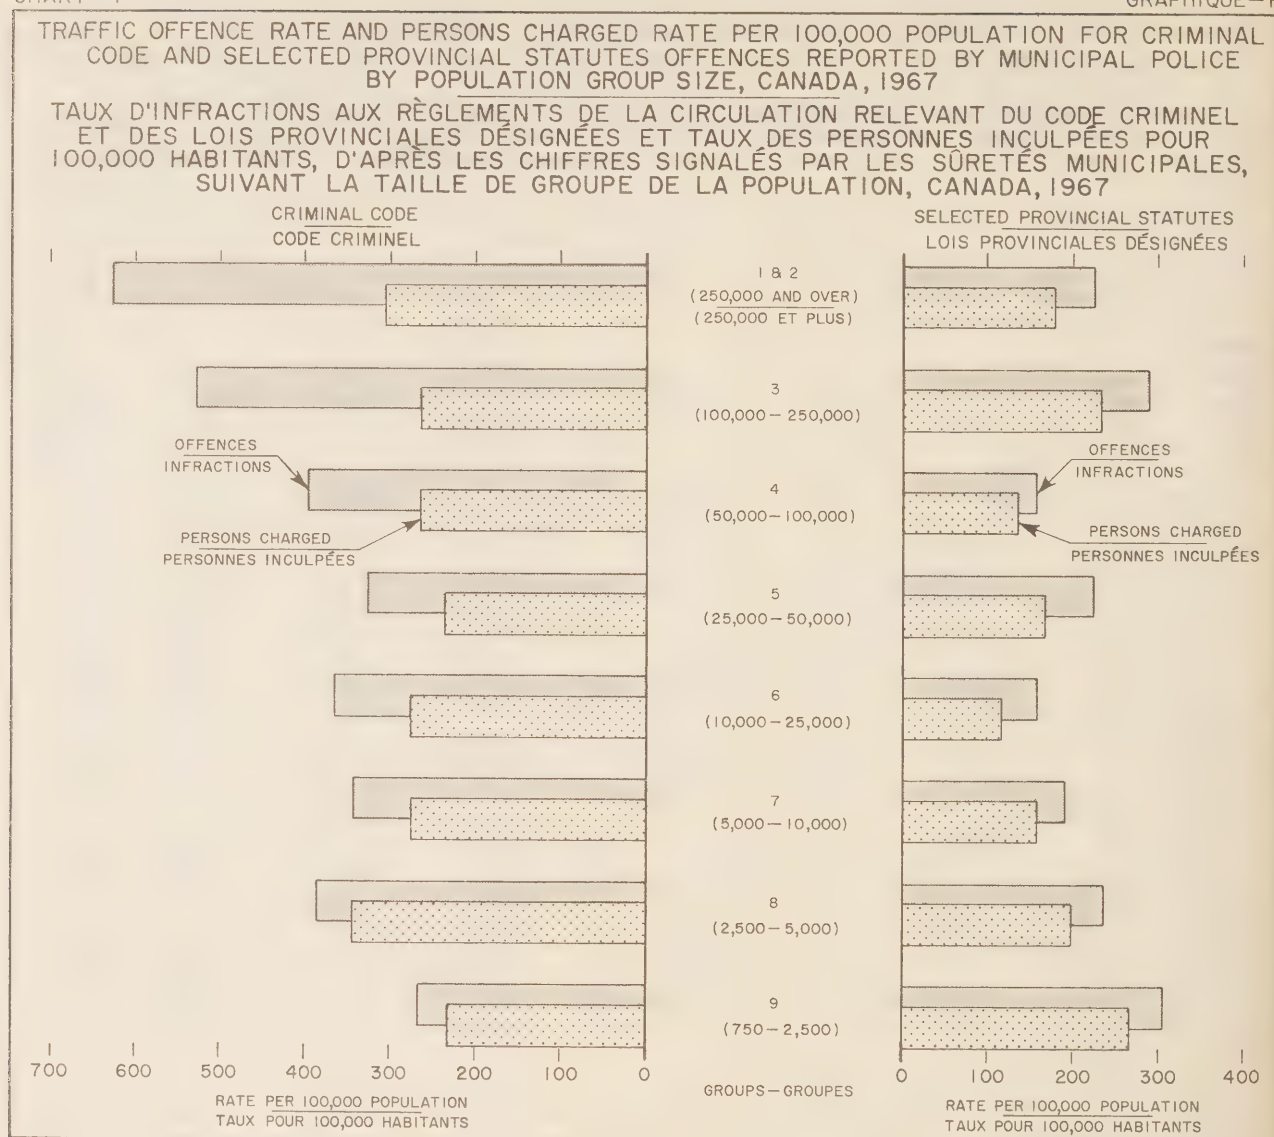 TRAFFIC OFFENCE RATE AND PERSONS CHARGED RATE PER 100,000 POPULATION FOR CRIMINAL
CODE AND SELECTED PROVINCIAL STATUTES OFFENCES REPORTED BY MUNICIPAL POLICE
BY POPULATION GROUP SIZE, CANADA, 1967
TAUX D'INFRACTIONS AUX RÈGLEMENTS DE LA CIRCULATION RELEVANT DU CODE CRIMINEL
ET DES LOIS PROVINCIALES DÉSIGNÉES ET TAUX DES PERSONNES INCULPÉES POUR
100,000 HABITANTS, D'APRÈS LES CHIFFRES SIGNALÉS PAR LES SÛRETÉS MUNICIPALES,
SUIVANT LA TAILLE DE GROUPE DE LA POPULATION, CANADA, 1967
CRIMINAL CODE
CODE CRIMINEL
SELECTED PROVINCIAL STATUTES
LOIS PROVINCIALES DÉSIGNÉES
1 & 2
(250,000 AND OVER)
(250,000 ET PLUS)
3
(100,000 – 250,000)
OFFENCES
INFRACTIONS
4
(50,000 – 100,000)
OFFENCES
INFRACTIONS
PERSONS CHARGED
PERSONNES INCULPÉES
PERSONS CHARGED
PERSONNES INCULPÉES
5
(25,000 – 50,000)
6
(10,000 – 25,000)
7
(5,000 – 10,000)
8
(2,500 – 5,000)
9
(750 – 2,500)
700 600 500 400 300 200 100 0
0 100 200 300 400
RATE PER 100,000 POPULATION
TAUX POUR 100,000 HABITANTS
GROUPS – GROUPES
RATE PER 100,000 POPULATION
TAUX POUR 100,000 HABITANTS